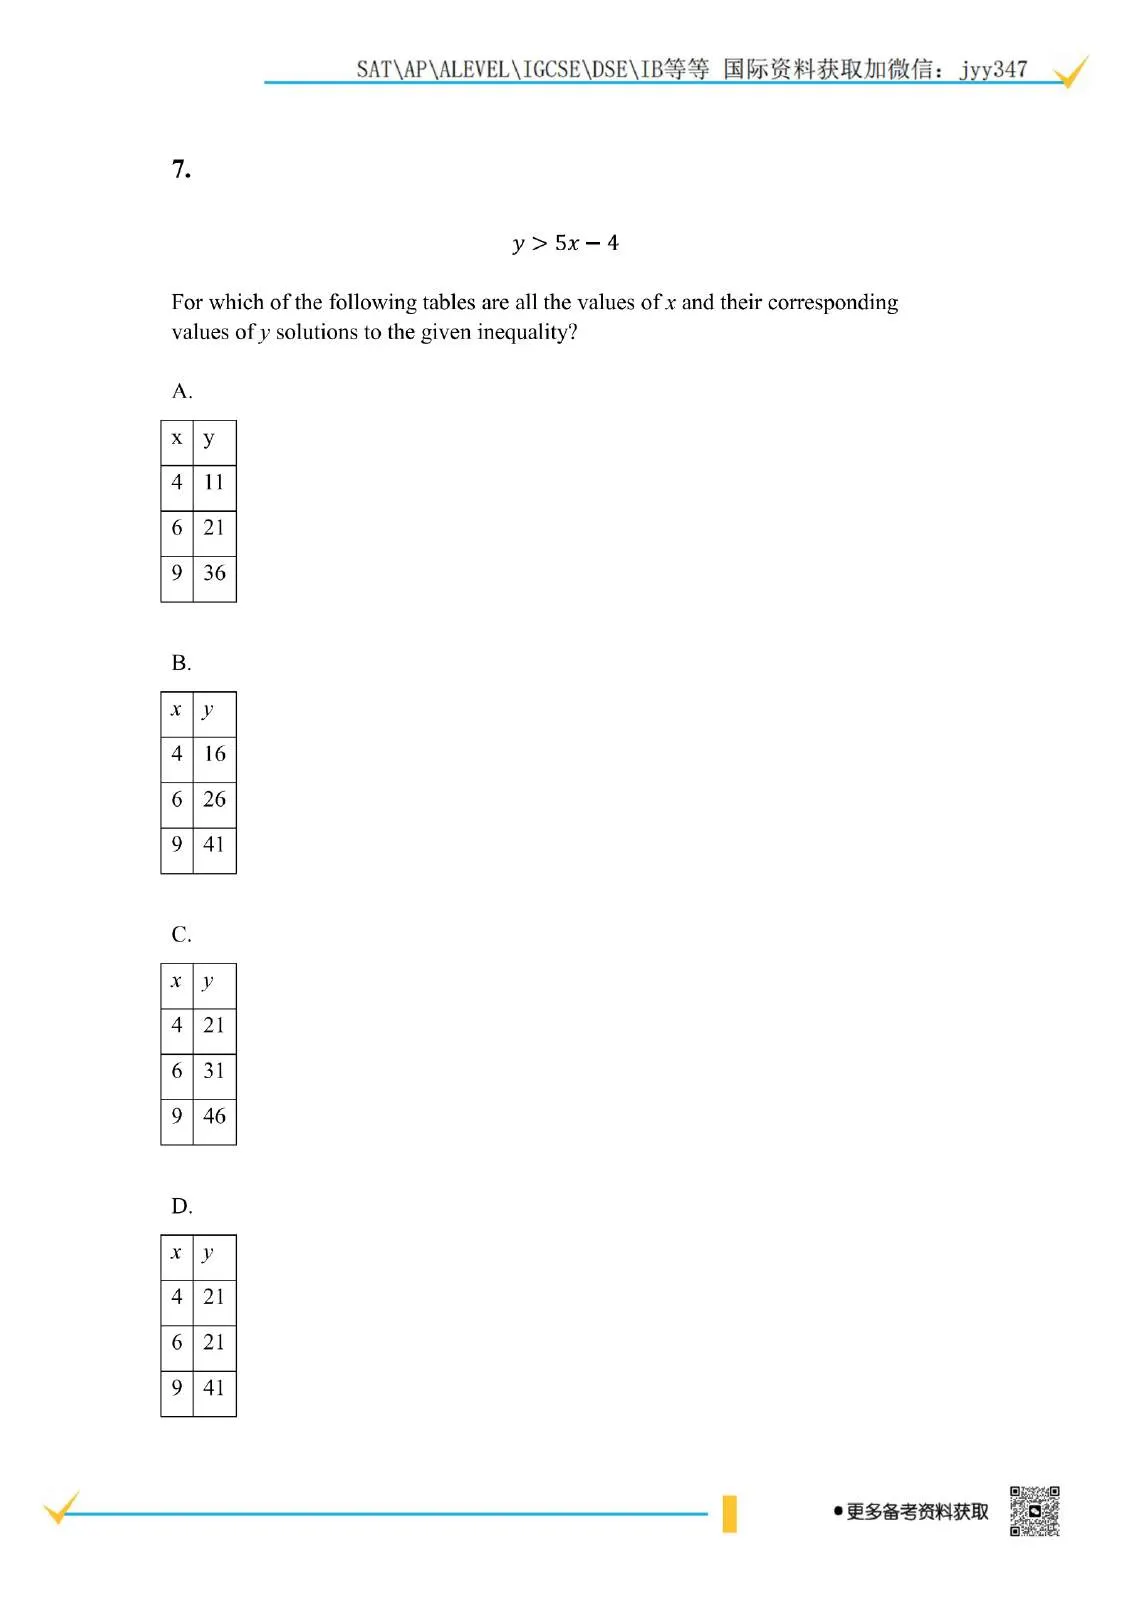 SAT\AP\ALEVEL\IGCSE\DSE\IB等等 国际资料获取加微信：jyy347
7.
y > 5x − 4
For which of the following tables are all the values of x and their corresponding
values of y solutions to the given inequality?
A.
x y
4 11
6 21
9 36
B.
x y
4 16
6 26
9 41
C.
x y
4 21
6 31
9 46
D.
x y
4 21
6 21
9 41
•更多备考资料获取